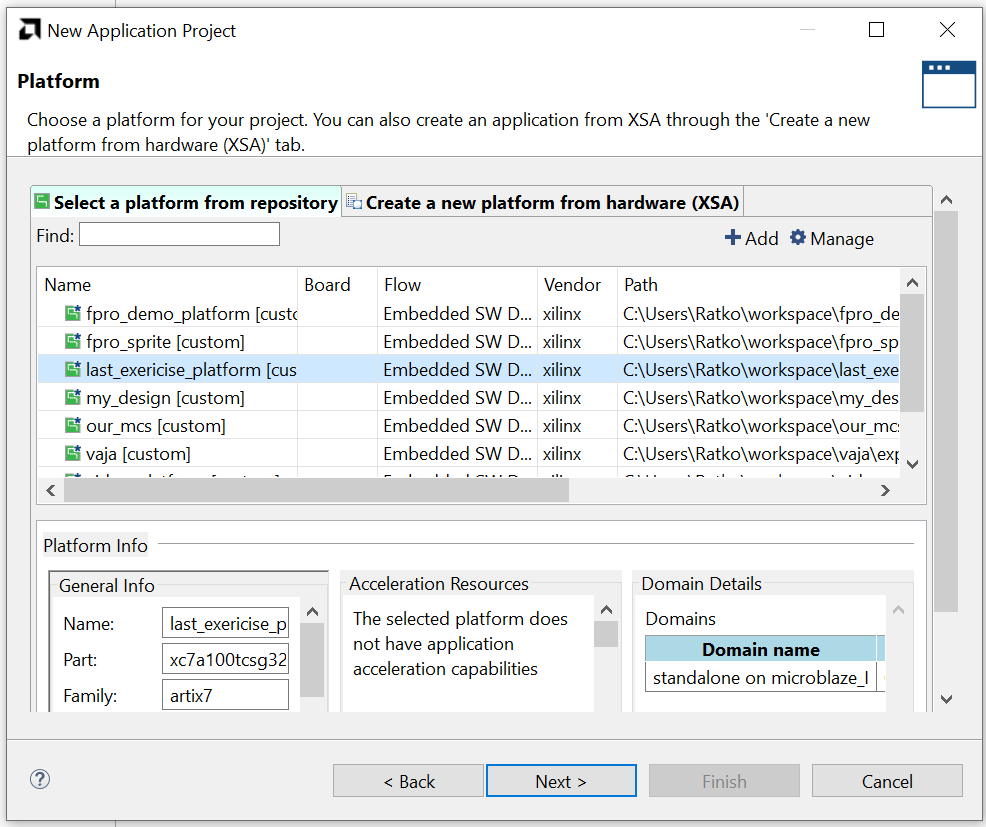 New Application Project
Platform
Choose a platform for your project. You can also create an application from XSA through the 'Create a new
platform from hardware (XSA)' tab.
Select a platform from repository Create a new platform from hardware (XSA)
Find: Add Manage
Name Board Flow Vendor Path
fpro_demo_platform [custo Embedded SW D... xilinx C:\Users\Ratko\workspace\fpro_de
fpro_sprite [custom] Embedded SW D... xilinx C:\Users\Ratko\workspace\fpro_sp
last_exericise_platform [cus Embedded SW D... xilinx C:\Users\Ratko\workspace\last_exe
my_design [custom] Embedded SW D... xilinx C:\Users\Ratko\workspace\my_des
our_mcs [custom] Embedded SW D... xilinx C:\Users\Ratko\workspace\our_mcs
vaja [custom] Embedded SW D... xilinx C:\Users\Ratko\workspace\vaja\exp
Platform Info
General Info Acceleration Resources Domain Details
Name: last_exericise_p
Part: xc7a100tcsg32
Family: artix7
The selected platform does
not have application
acceleration capabilities
Domains
Domain name
standalone on microblaze_I
< Back Next > Finish Cancel